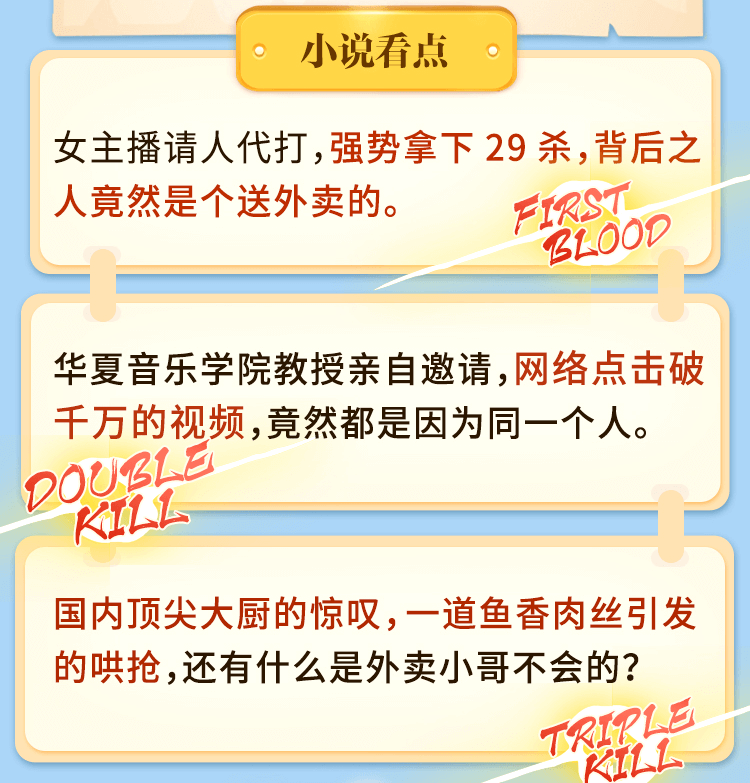 小说看点
女主播请人代打,强势拿下 29 杀,背后之
人竟然是个送外卖的。
FIRST
BLOOD
华夏音乐学院教授亲自邀请,网络点击破
千万的视频,竟然都是因为同一个人。
DOUBLE
KILL
国内顶尖大厨的惊叹,一道鱼香肉丝引发
的哄抢,还有什么是外卖小哥不会的?
TRIPLE
KILL